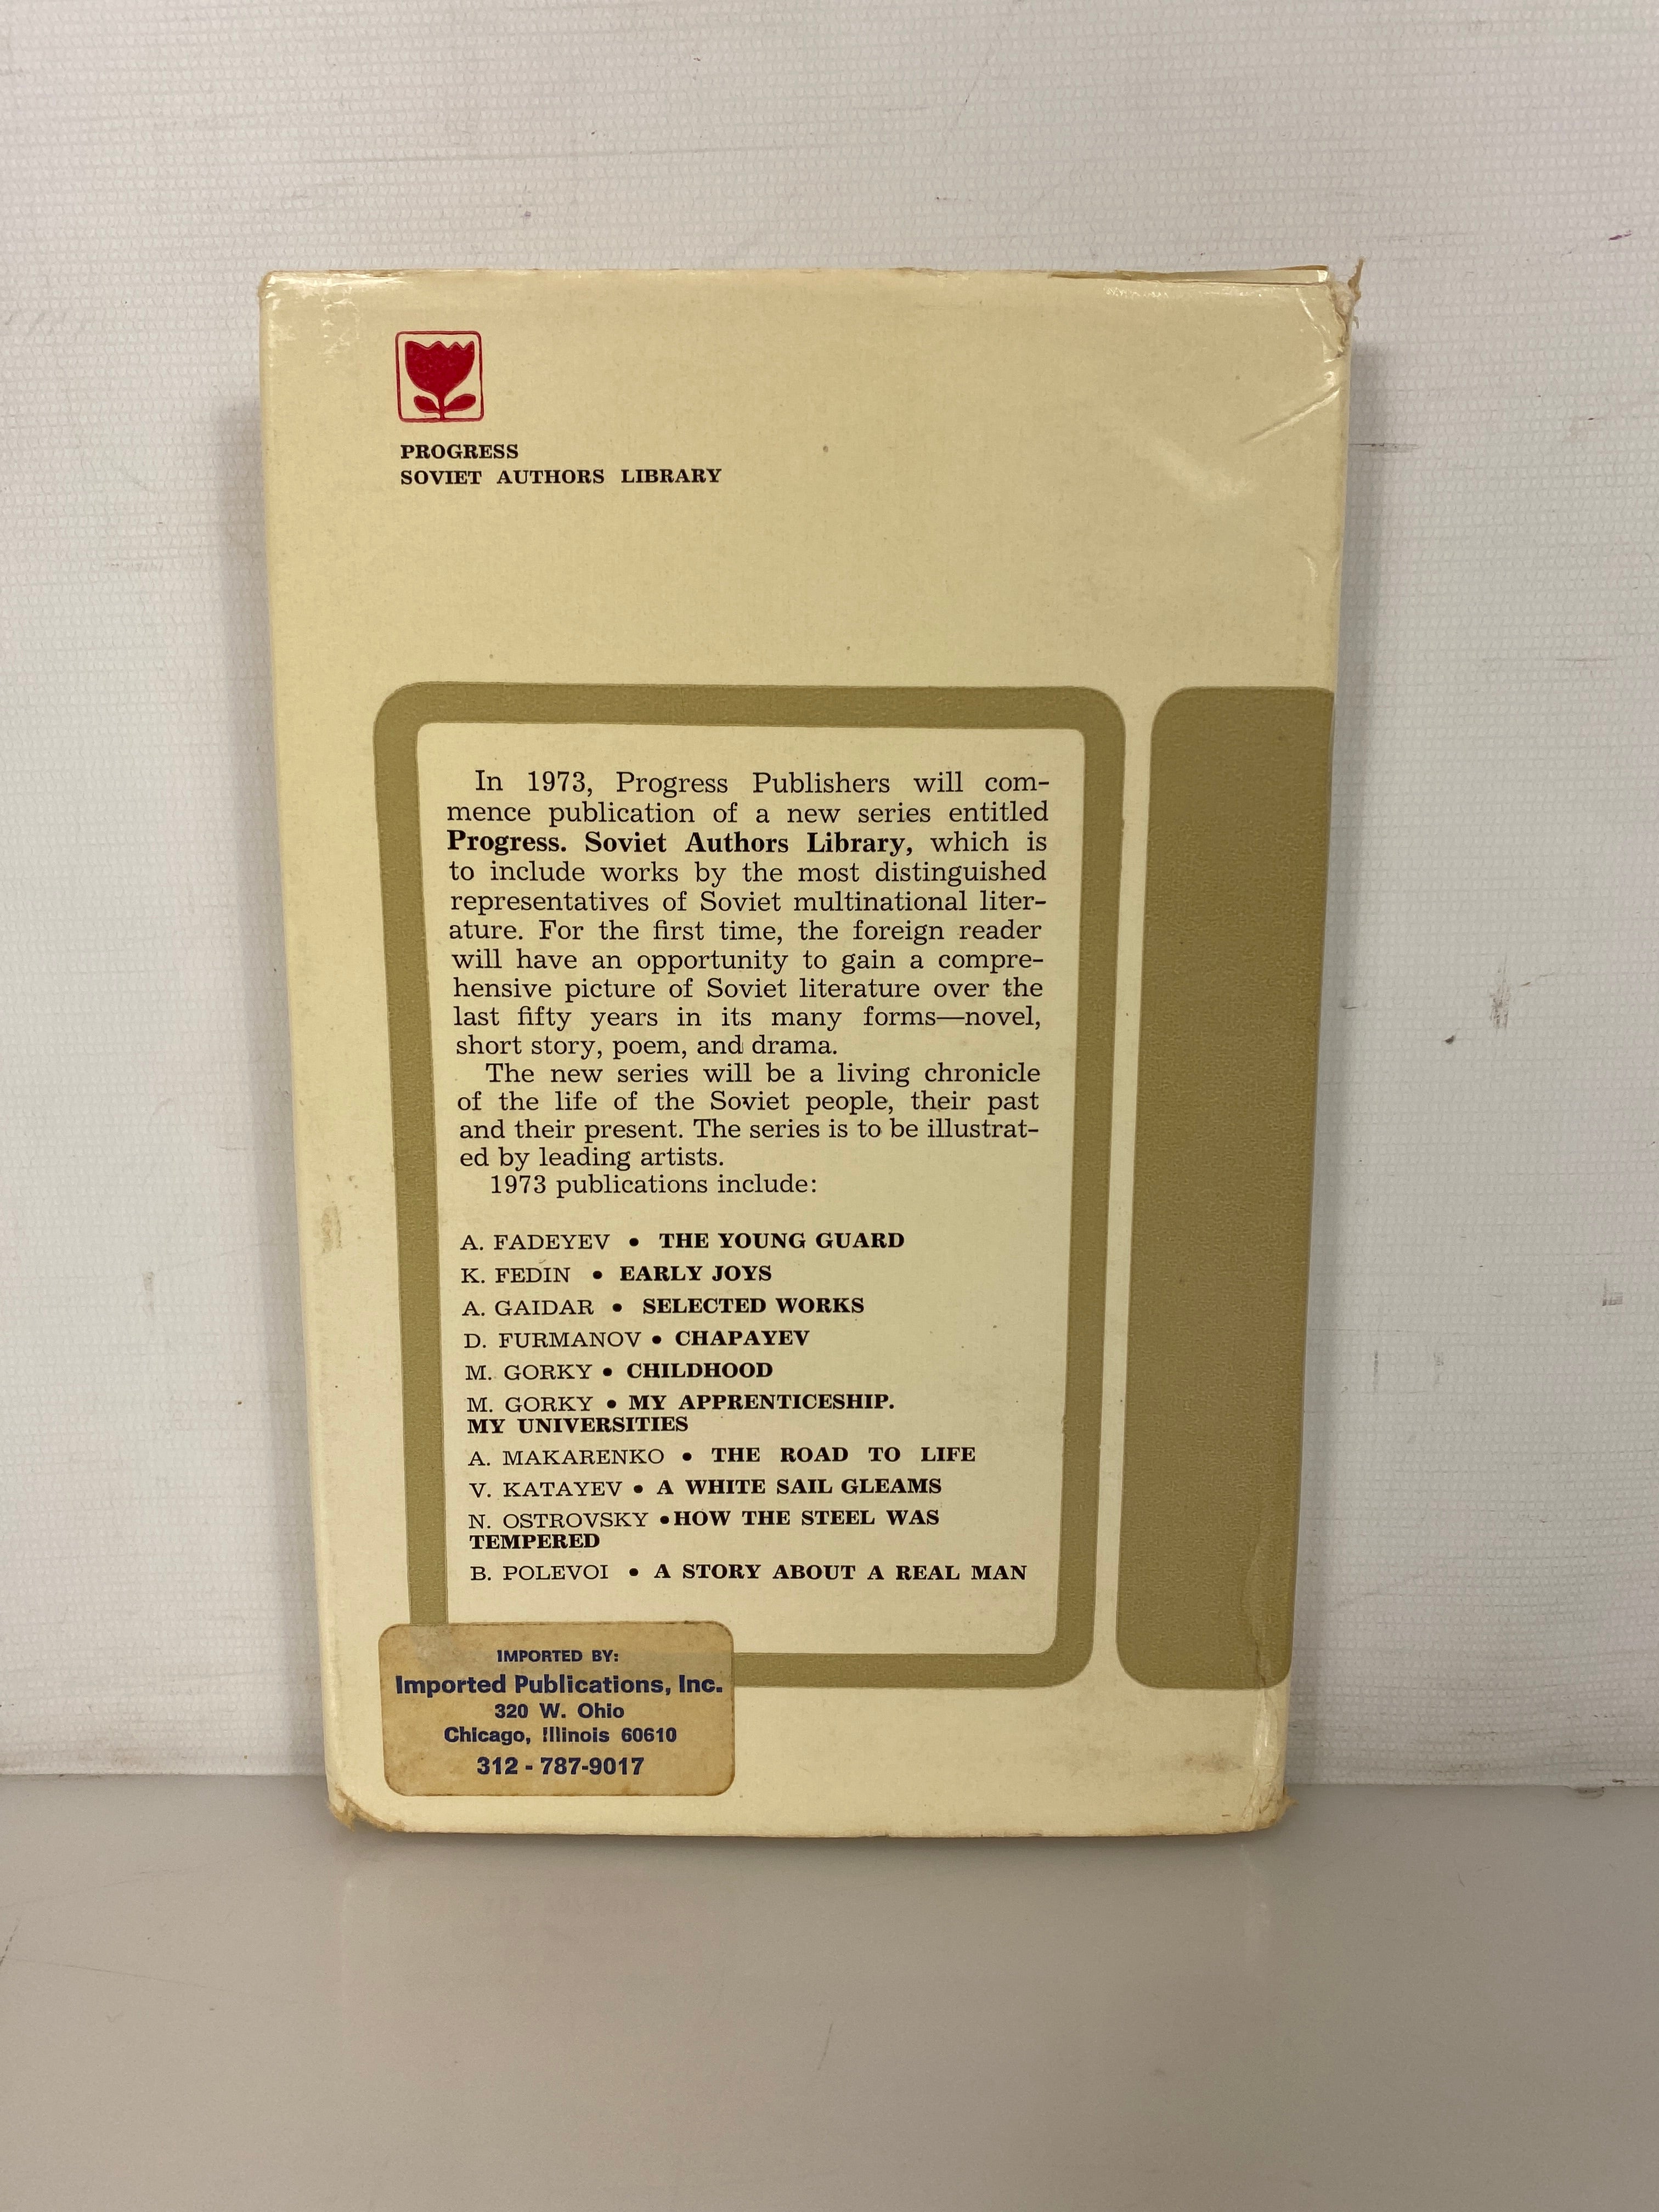 PROGRESS
SOVIET AUTHORS LIBRARY
In 1973, Progress Publishers will com-
mence publication of a new series entitled
Progress. Soviet Authors Library, which is
to include works by the most distinguished
representatives of Soviet multinational liter-
ature. For the first time, the foreign reader
will have an opportunity to gain a compre-
hensive picture of Soviet literature over the
last fifty years in its many forms—novel,
short story, poem, and drama.
The new series will be a living chronicle
of the life of the Soviet people, their past
and their present. The series is to be illustrat-
ed by leading artists.
1973 publications include:
A. FADEYEV • THE YOUNG GUARD
K. FEDIN • EARLY JOYS
A. GAIDAR • SELECTED WORKS
D. FURMANOV • CHAPAYEV
M. GORKY • CHILDHOOD
M. GORKY • MY APPRENTICESHIP.
MY UNIVERSITIES
A. MAKARENKO • THE ROAD TO LIFE
V. KATAYEV • A WHITE SAIL GLEAMS
N. OSTROVSKY • HOW THE STEEL WAS
TEMPERED
B. POLEVOI • A STORY ABOUT A REAL MAN
IMPORTED BY:
Imported Publications, Inc.
320 W. Ohio
Chicago, Illinois 60610
312 - 787-9017